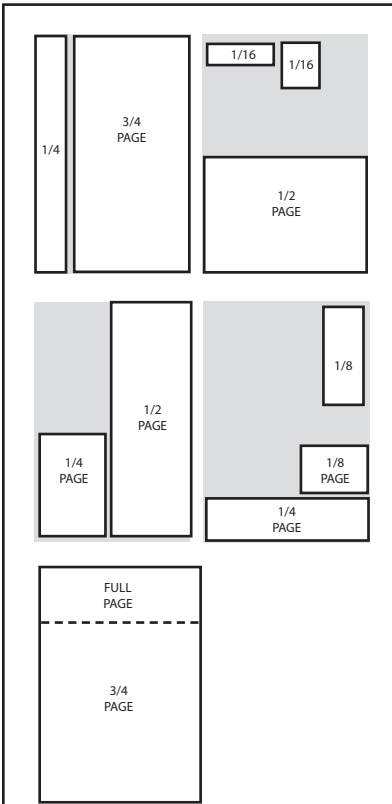 1/4
3/4
PAGE
1/16
1/16
1/2
PAGE
1/4
PAGE
1/2
PAGE
1/8
1/8
PAGE
1/4
PAGE
FULL
PAGE
3/4
PAGE